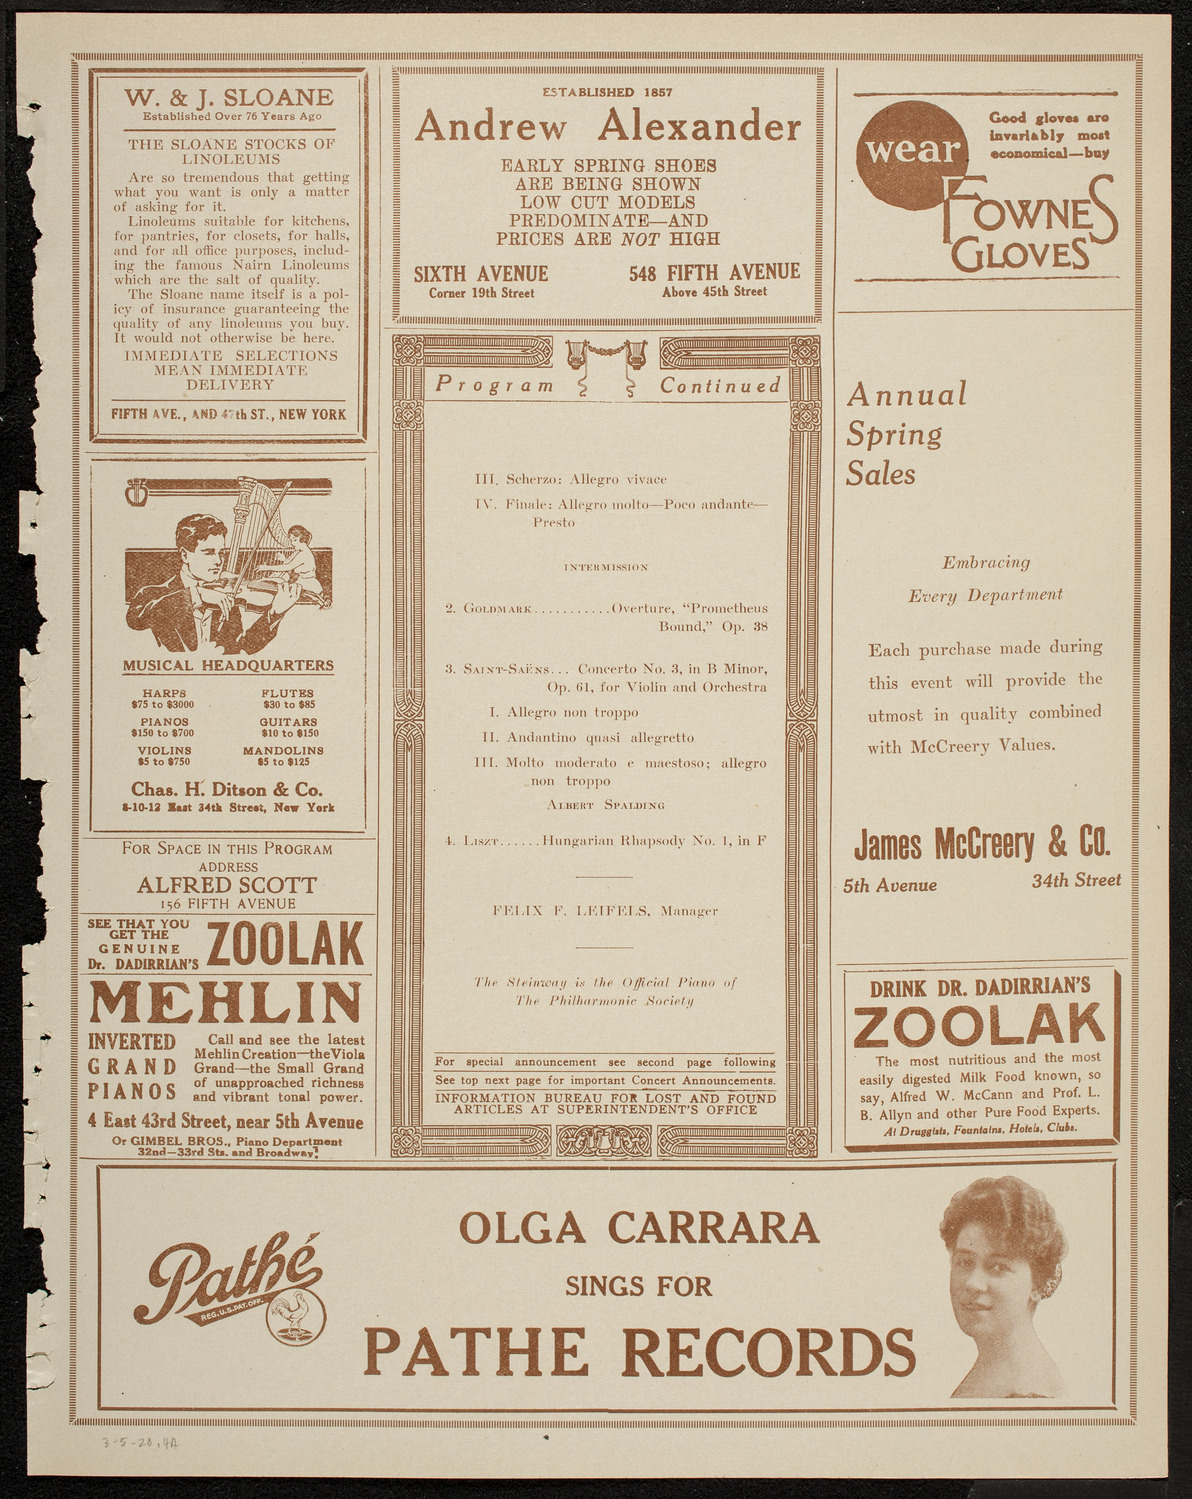 W. & J. SLOANE
Established Over 76 Years Ago
THE SLOANE STOCKS OF
LINOLEUMS
Are so tremendous that getting
what you want is only a matter
of asking for it.
Linoleums suitable for kitchens,
for pantries, for closets, for halls,
and for all office purposes, includ-
ing the famous Nairn Linoleums
which are the salt of quality.
The Sloane name itself is a pol-
icy of insurance guaranteeing the
quality of any linoleums you buy.
It would not otherwise be here.
IMMEDIATE SELECTIONS
MEAN IMMEDIATE
DELIVERY
FIFTH AVE., AND 47th ST., NEW YORK
MUSICAL HEADQUARTERS
HARPS
$75 to $3000
FLUTES
$30 to $85
PIANOS
$150 to $700
GUITARS
$10 to $150
VIOLINS
$5 to $750
MANDOLINS
$5 to $125
Chas. H. Ditson & Co.
8-10-12 East 34th Street, New York
FOR SPACE IN THIS PROGRAM
ADDRESS
ALFRED SCOTT
156 FIFTH AVENUE
SEE THAT YOU
GET THE
GENUINE
Dr. DADIRRIAN'S
ZOOLAK
MEHLIN
INVERTED
GRAND
PIANOS
Call and see the latest
Mehlin Creation—the Viola
Grand—the Small Grand
of unapproached richness
and vibrant tonal power.
4 East 43rd Street, near 5th Avenue
Or GIMBEL BROS., Piano Department
32nd—33rd Sts. and Broadway.
ESTABLISHED 1857
Andrew Alexander
EARLY SPRING SHOES
ARE BEING SHOWN
LOW CUT MODELS
PREDOMINATE—AND
PRICES ARE NOT HIGH
SIXTH AVENUE
Corner 19th Street
548 FIFTH AVENUE
Above 45th Street
Program Continued
III. Scherzo: Allegro vivace
IV. Finale: Allegro molto—Poco andante—
Presto
INTERMISSION
2. GOLDMARK..........Overture, "Prometheus
Bound," Op. 38
3. SAINT-SAËNS... Concerto No. 3, in B Minor,
Op. 61, for Violin and Orchestra
I. Allegro non troppo
II. Andantino quasi allegretto
III. Molto moderato e maestoso; allegro
non troppo
ALBERT SPALDING
4. LISZT......Hungarian Rhapsody No. 1, in F
FELIX F. LEIFELS, Manager
The Steinway is the Official Piano of
The Philharmonic Society
For special announcement see second page following
See top next page for important Concert Announcements.
INFORMATION BUREAU FOR LOST AND FOUND
ARTICLES AT SUPERINTENDENT'S OFFICE
wear
Good gloves are
invariably most
economical—buy
FOWNES
GLOVES
Annual
Spring
Sales
Embracing
Every Department
Each purchase made during
this event will provide the
utmost in quality combined
with McCreery Values.
James McCreery & Co.
5th Avenue
34th Street
DRINK DR. DADIRRIAN'S
ZOOLAK
The most nutritious and the most
easily digested Milk Food known, so
say, Alfred W. McCann and Prof. L.
B. Allyn and other Pure Food Experts.
At Druggists, Fountains, Hotels, Clubs.
Pathé
REG. U.S. PAT. OFF.
OLGA CARRARA
SINGS FOR
PATHE RECORDS
3-5-20, 4A